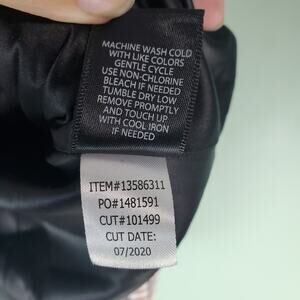 MACHINE WASH COLD
WITH LIKE COLORS
GENTLE CYCLE
USE NON-CHLORINE
BLEACH IF NEEDED
TUMBLE DRY LOW
REMOVE PROMPTLY
AND TOUCH UP
WITH COOL IRON
IF NEEDED
ITEM#13586311
PO#1481591
CUT#101499
CUT DATE:
07/2020